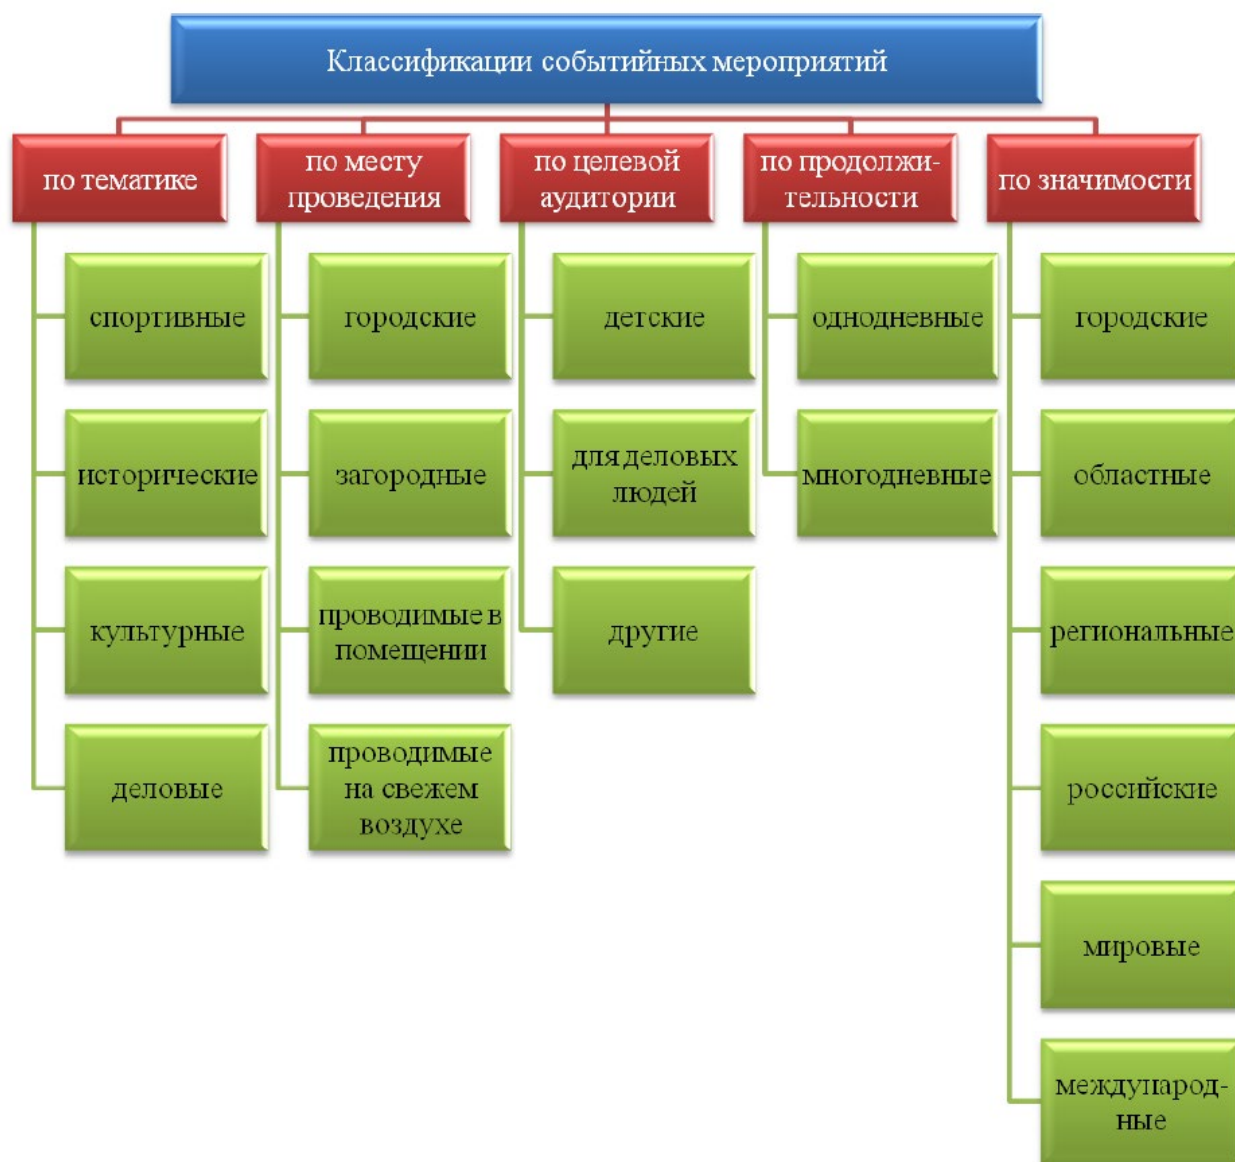 Классификации событийных мероприятий
по тематике
спортивные
исторические
культурные
деловые
по месту
проведения
городские
загородные
проводимые в
помещении
проводимые
на свежем
воздухе
по целевой
аудитории
детские
для деловых
людей
другие
по продолжи-
тельности
однодневные
многодневные
по значимости
городские
областные
региональные
российские
мировые
международ-
ные